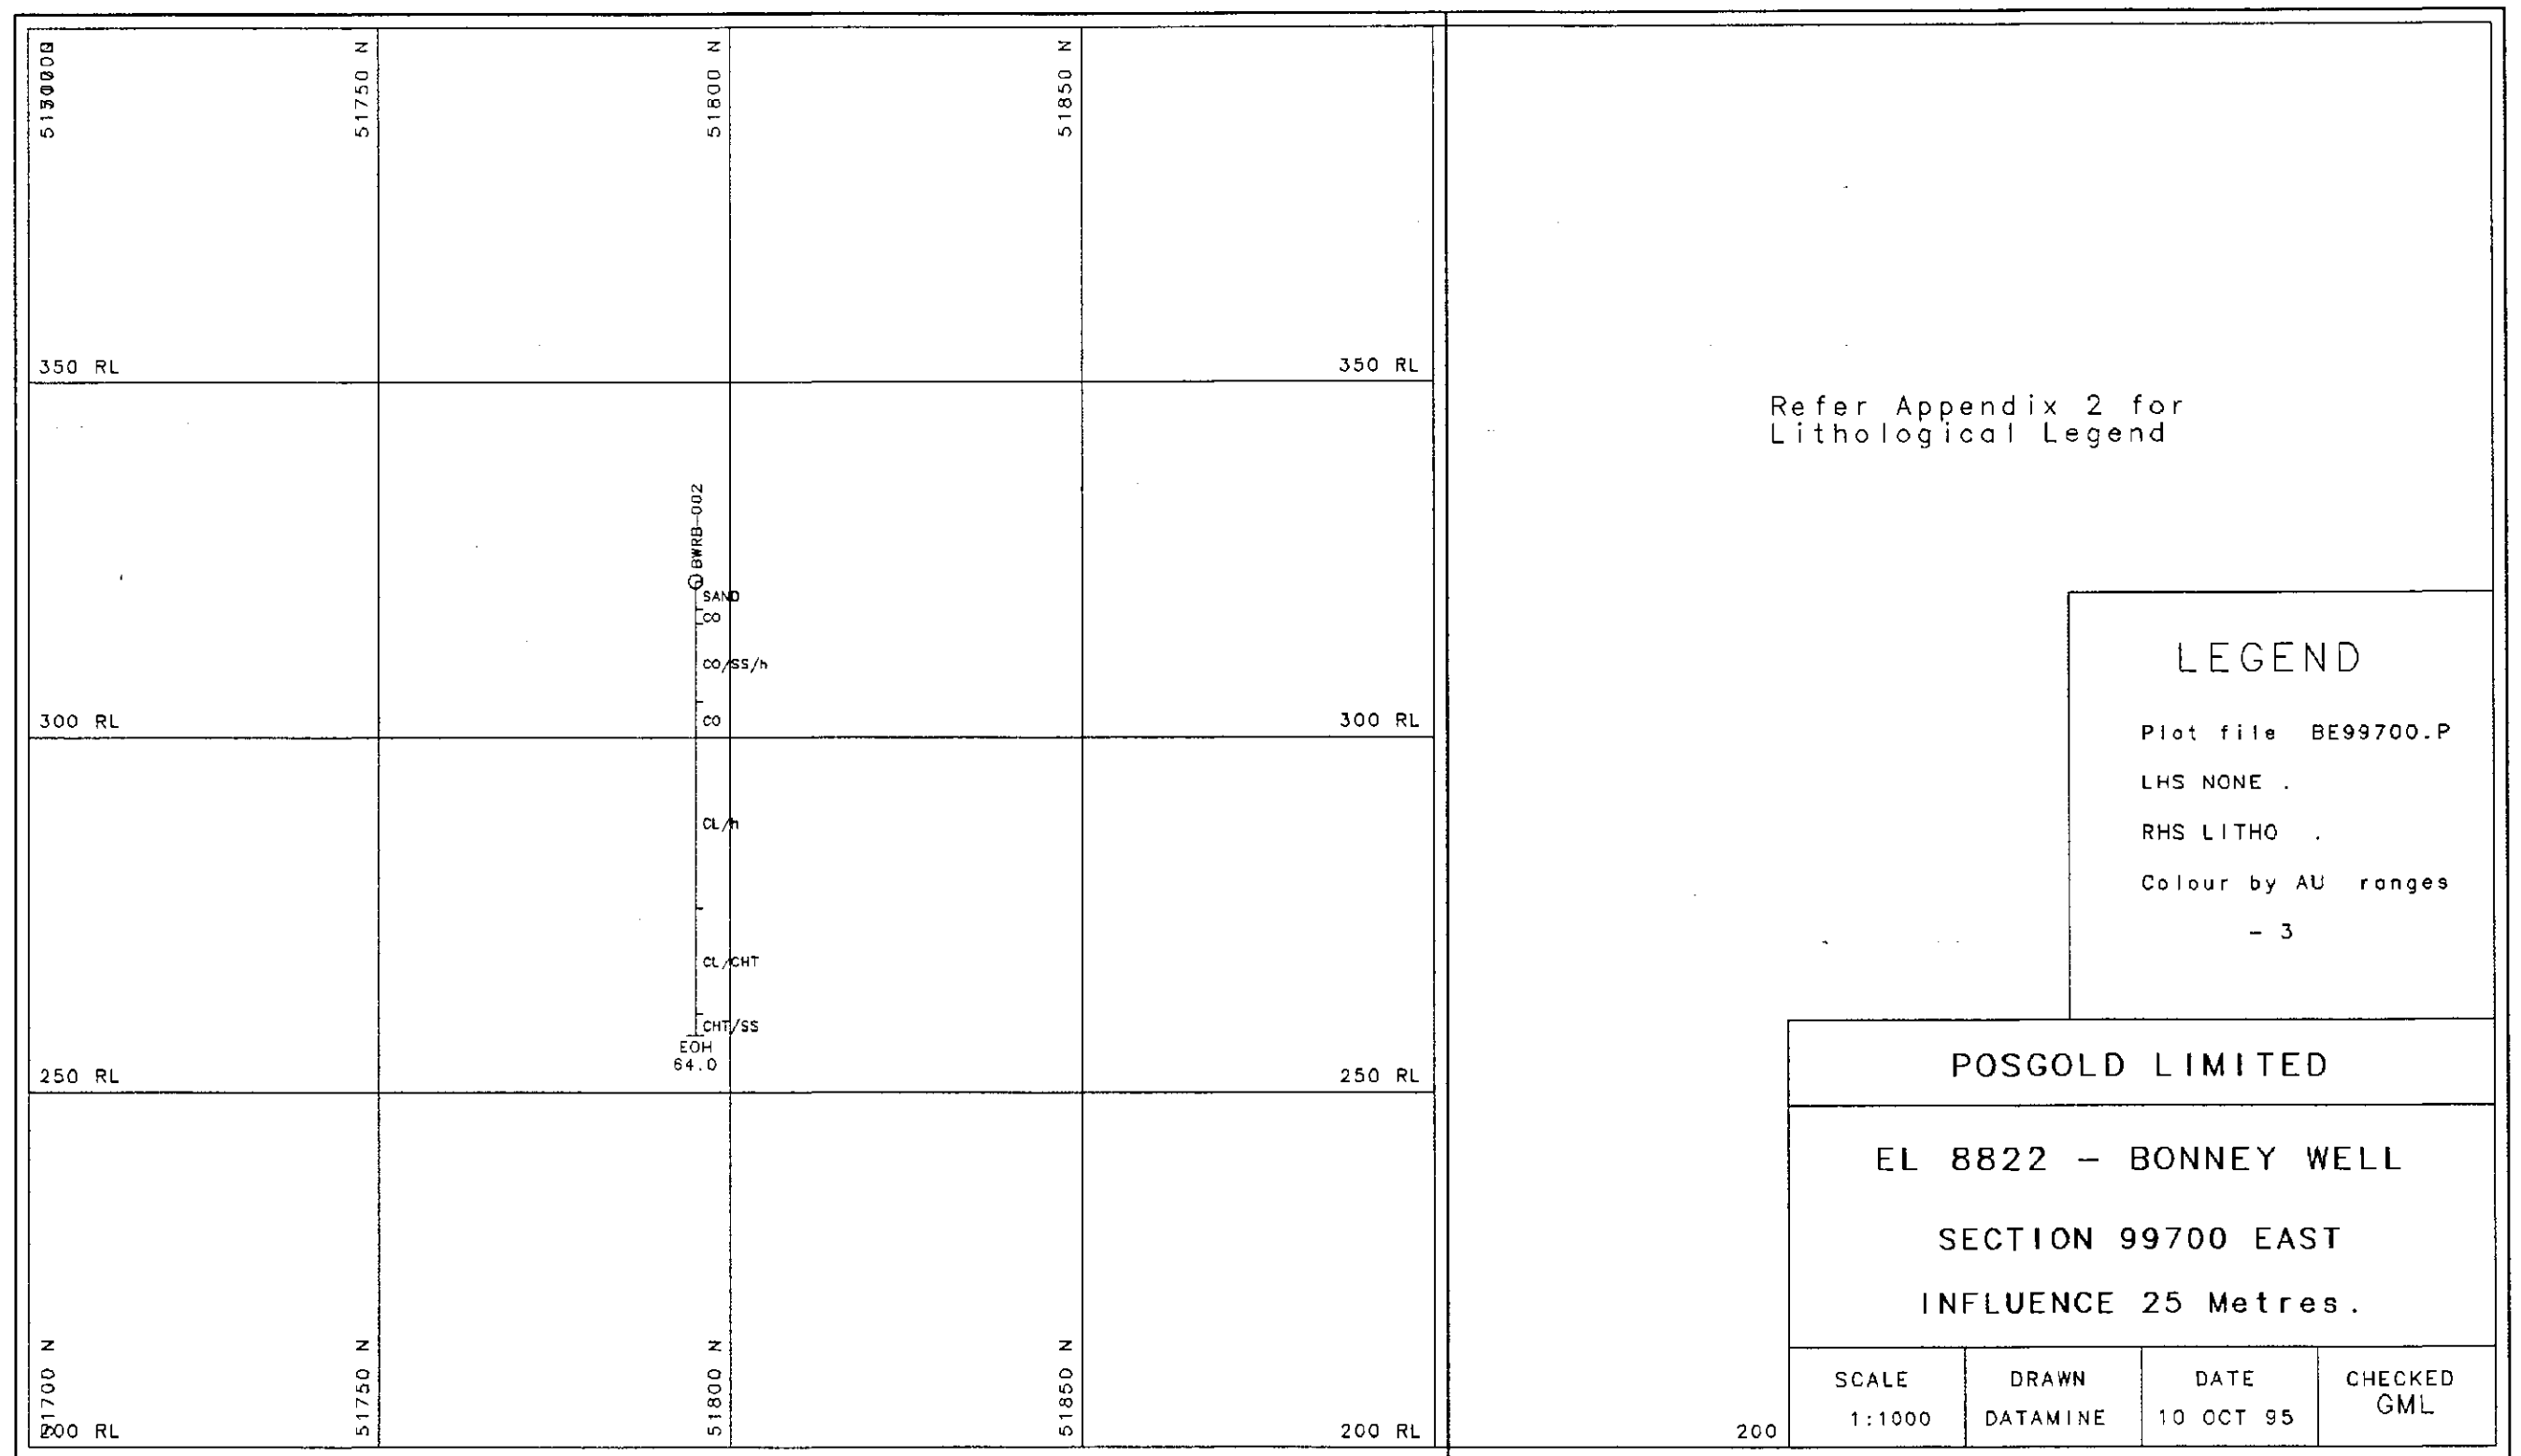 51750 N
51800 N
51850 N
350 RL
350 RL
BWRB-002
SAND
CO
CO/SS/h
CO
300 RL
300 RL
CL/h
CL/CHT
CHT/SS
EOH
64.0
250 RL
250 RL
51700 N
51750 N
51800 N
51850 N
200 RL
200 RL
200
Refer Appendix 2 for
Lithological Legend
LEGEND
Plot file BE99700.P
LHS NONE .
RHS LITHO .
Colour by AU ranges
- 3
POSGOLD LIMITED
EL 8822 - BONNEY WELL
SECTION 99700 EAST
INFLUENCE 25 Metres.
SCALE
1:1000
DRAWN
DATAMINE
DATE
10 OCT 95
CHECKED
GML